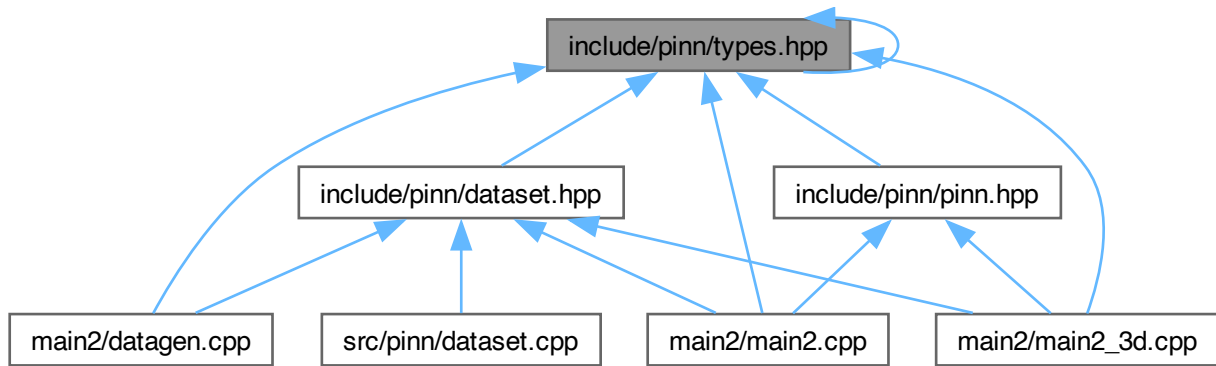 include/pinn/types.hpp
include/pinn/dataset.hpp
include/pinn/pinn.hpp
main2/datagen.cpp
src/pinn/dataset.cpp
main2/main2.cpp
main2/main2_3d.cpp